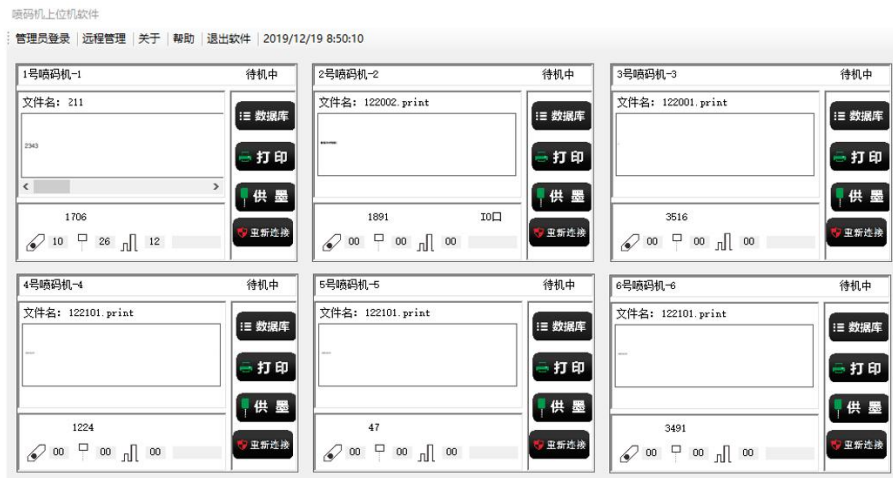 喷码机上位机软件
管理员登录 远程管理 关于 帮助 退出软件 2019/12/19 8:50:10
1号喷码机-1 待机中
文件名: 211
2343
数据库
打印
供墨
1706
重新连接
10 26 12
2号喷码机-2 待机中
文件名: 122002.print
数据库
打印
供墨
1891 IO口
重新连接
00 00 00
3号喷码机-3 待机中
文件名: 122001.print
数据库
打印
供墨
3516
重新连接
00 00 00
4号喷码机-4 待机中
文件名: 122101.print
数据库
打印
供墨
1224
重新连接
00 00 00
5号喷码机-5 待机中
文件名: 122101.print
数据库
打印
供墨
47
重新连接
00 00 00
6号喷码机-6 待机中
文件名: 122101.print
数据库
打印
供墨
3491
重新连接
00 00 00